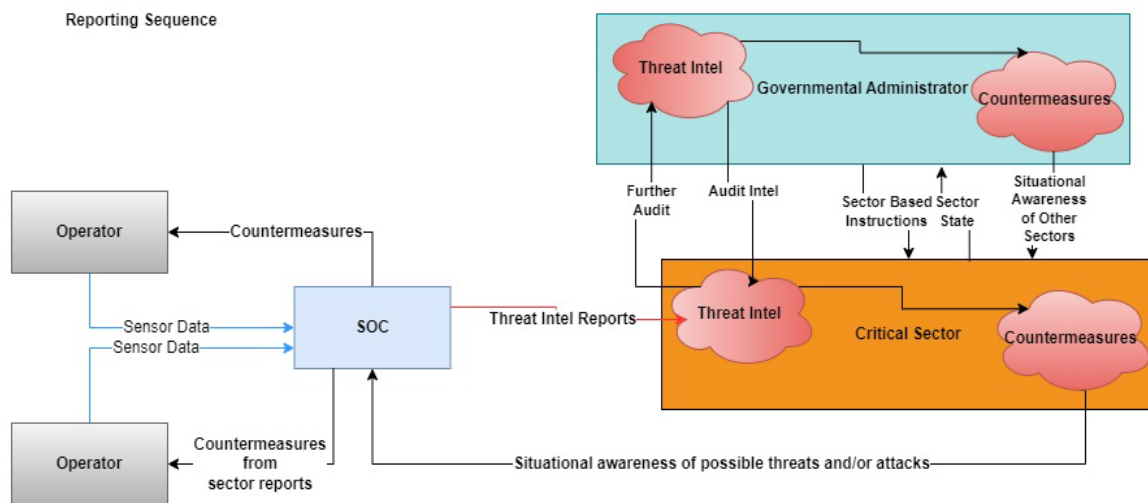 Reporting Sequence
Threat Intel
Governmental Administrator
Countermeasures
Further
Audit
Audit Intel
Sector Based
Instructions
Sector
State
Situational
Awareness
of Other
Sectors
Operator
Countermeasures
Sensor Data
Sensor Data
SOC
Threat Intel Reports
Threat Intel
Critical Sector
Countermeasures
Operator
Countermeasures
from
sector reports
Situational awareness of possible threats and/or attacks